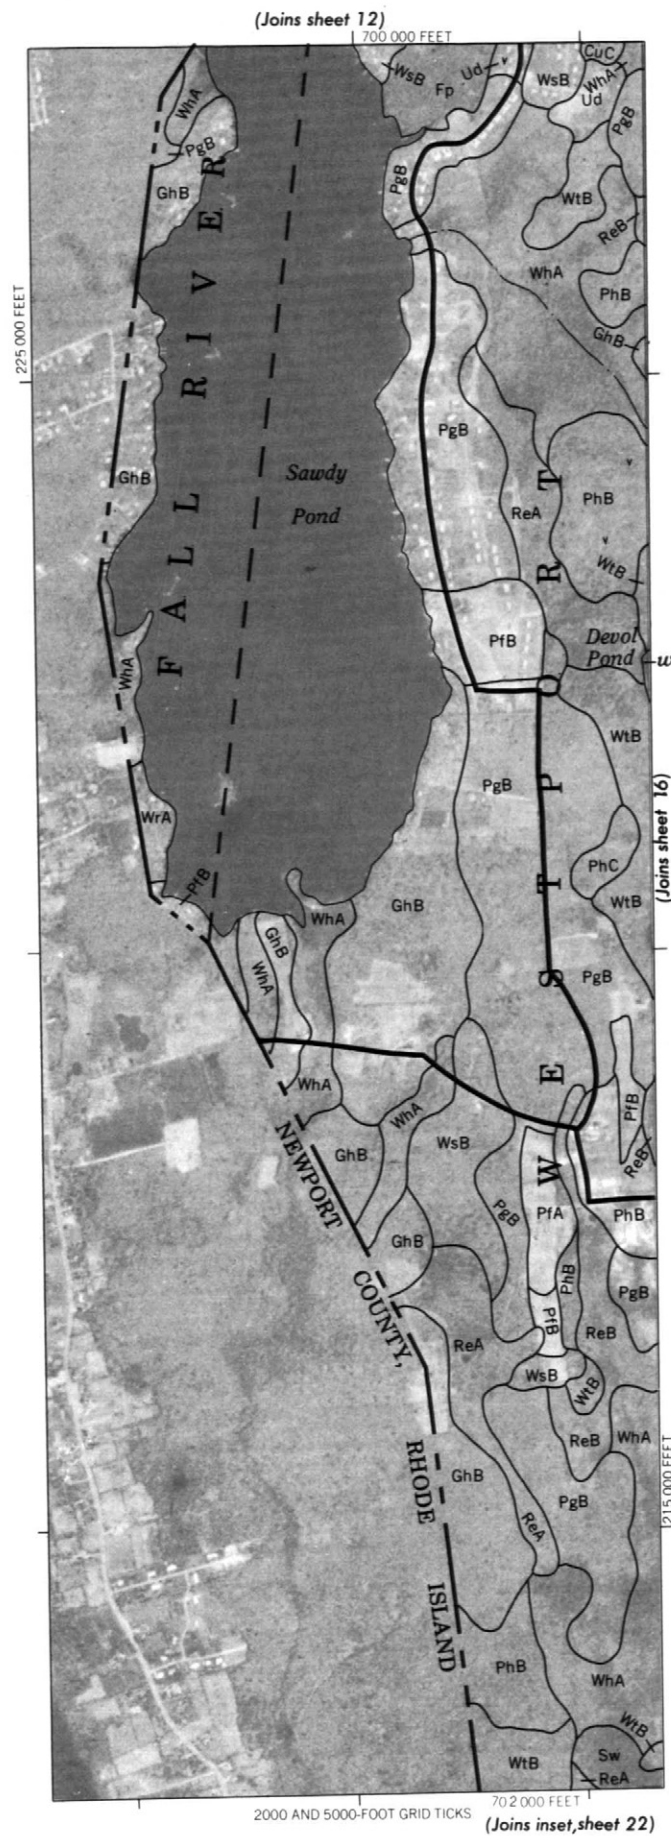 (Joins sheet 12)
700 000 FEET
WsB
Ud
Fp
WsB
CuC
WhA
Ud
WhA
PgB
PgB
PgB
GhB
WtB
ReB
WhA
PhB
GhB
225 000 FEET
FALL RIVER
PgB
GhB
Sawdy
Pond
ReA
PhB
WtB
WESTPORT
PfB
Devol
Pond
w
WhA
WtB
PgB
(Joins sheet 16)
WrA
PhC
PfB
WtB
GhB
WhA
GhB
WhA
PgB
WhA
WhA
PfB
ReB
NEWPORT
COUNTY,
RHODE
ISLAND
GhB
WsB
PgB
PfA
PhB
GhB
PhB
PgB
PfB
ReA
ReB
WsB
WtB
ReB
WhA
GhB
PgB
215 000 FEET
ReA
PhB
WhA
WtB
WtB
Sw
ReA
702 000 FEET
2000 AND 5000-FOOT GRID TICKS
(Joins inset, sheet 22)